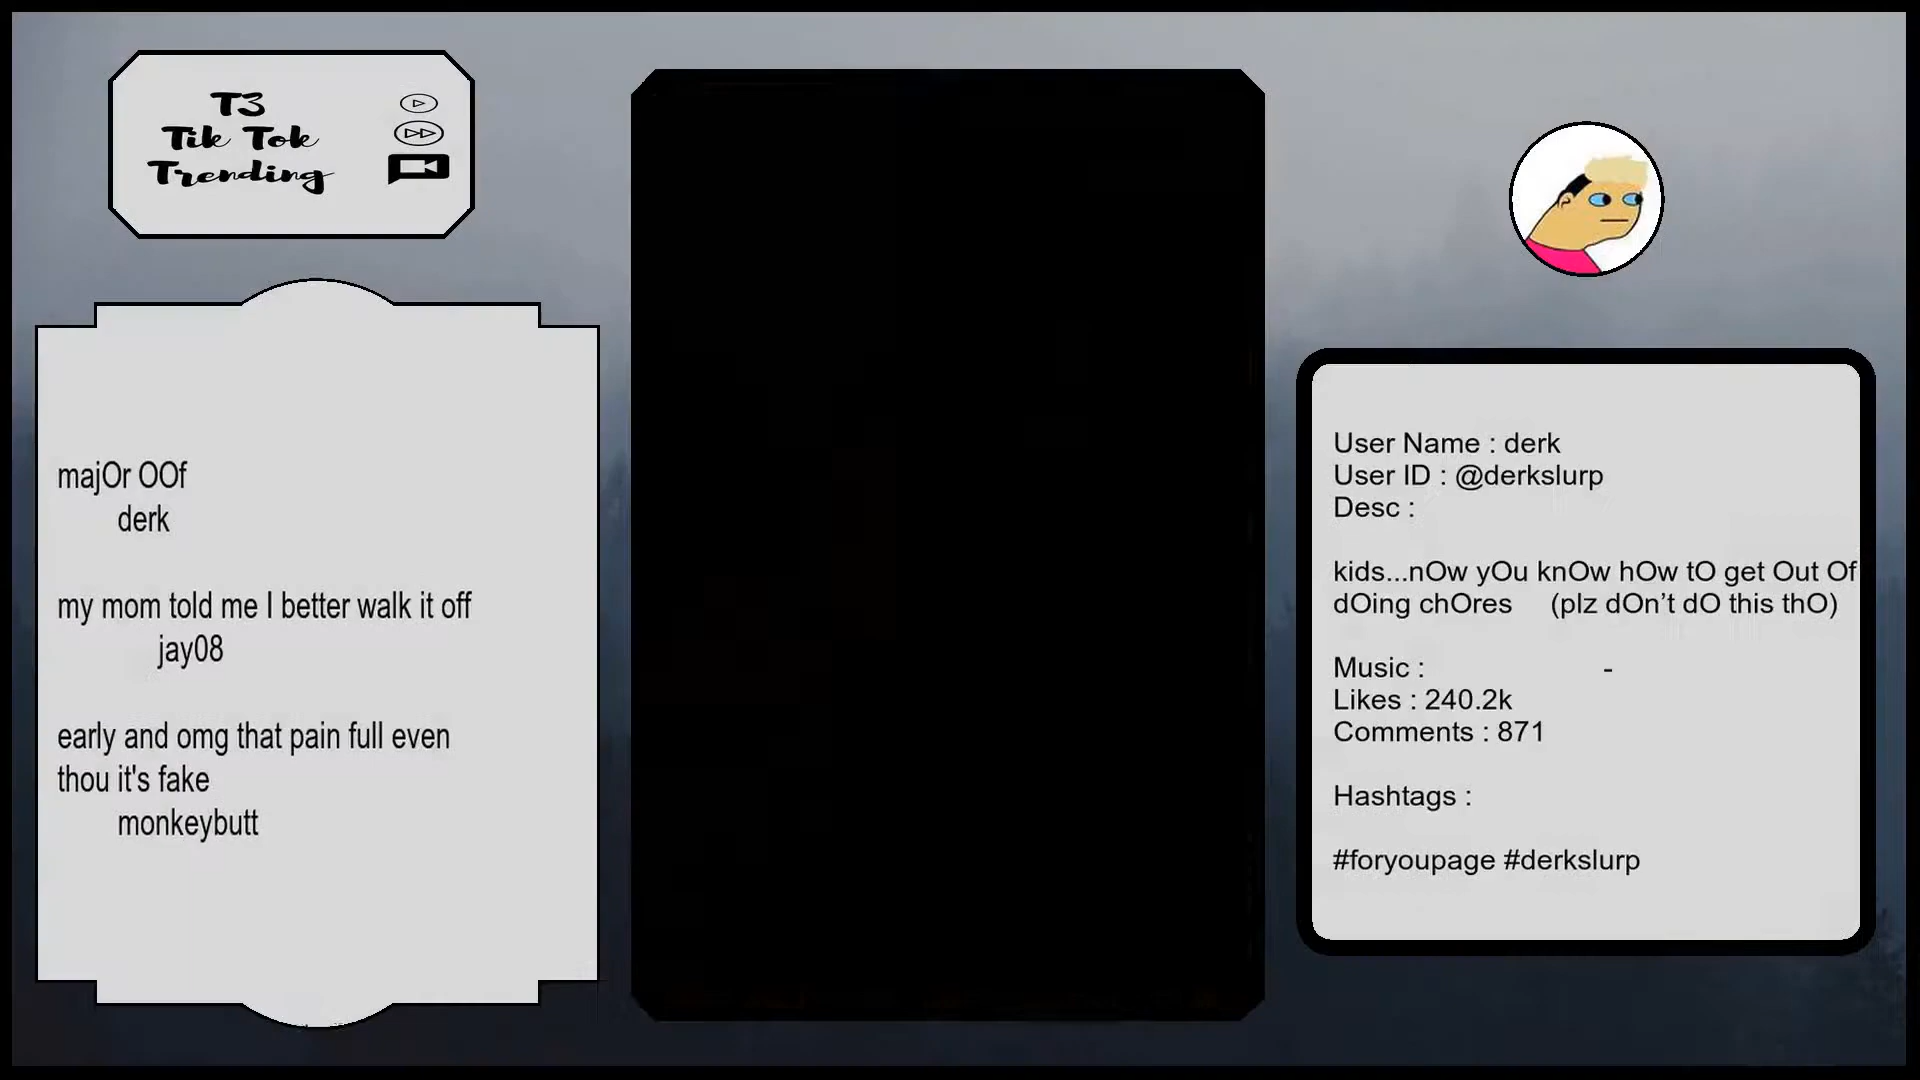 T3
Tik Tok
Trending
majOr OOf
derk
my mom told me I better walk it off
jay08
early and omg that pain full even
thou it's fake
monkeybutt
User Name : derk
User ID : @derkslurp
Desc :
kids...nOw yOu knOw hOw tO get Out Of
dOing chOres (plz dOn’t dO this thO)
Music : -
Likes : 240.2k
Comments : 871
Hashtags :
#foryoupage #derkslurp